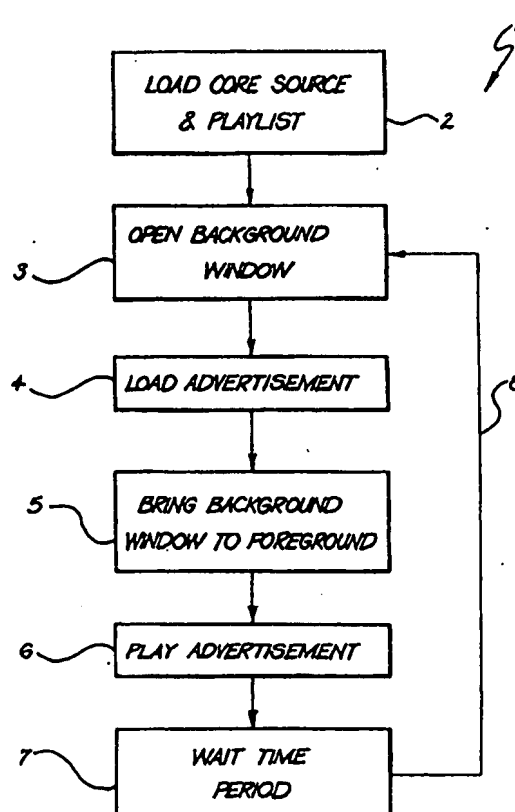 LOAD CORE SOURCE
& PLAYLIST
2
OPEN BACKGROUND
WINDOW
3
4
LOAD ADVERTISEMENT
5
BRING BACKGROUND
WINDOW TO FOREGROUND
6
PLAY ADVERTISEMENT
7
WAIT TIME
PERIOD